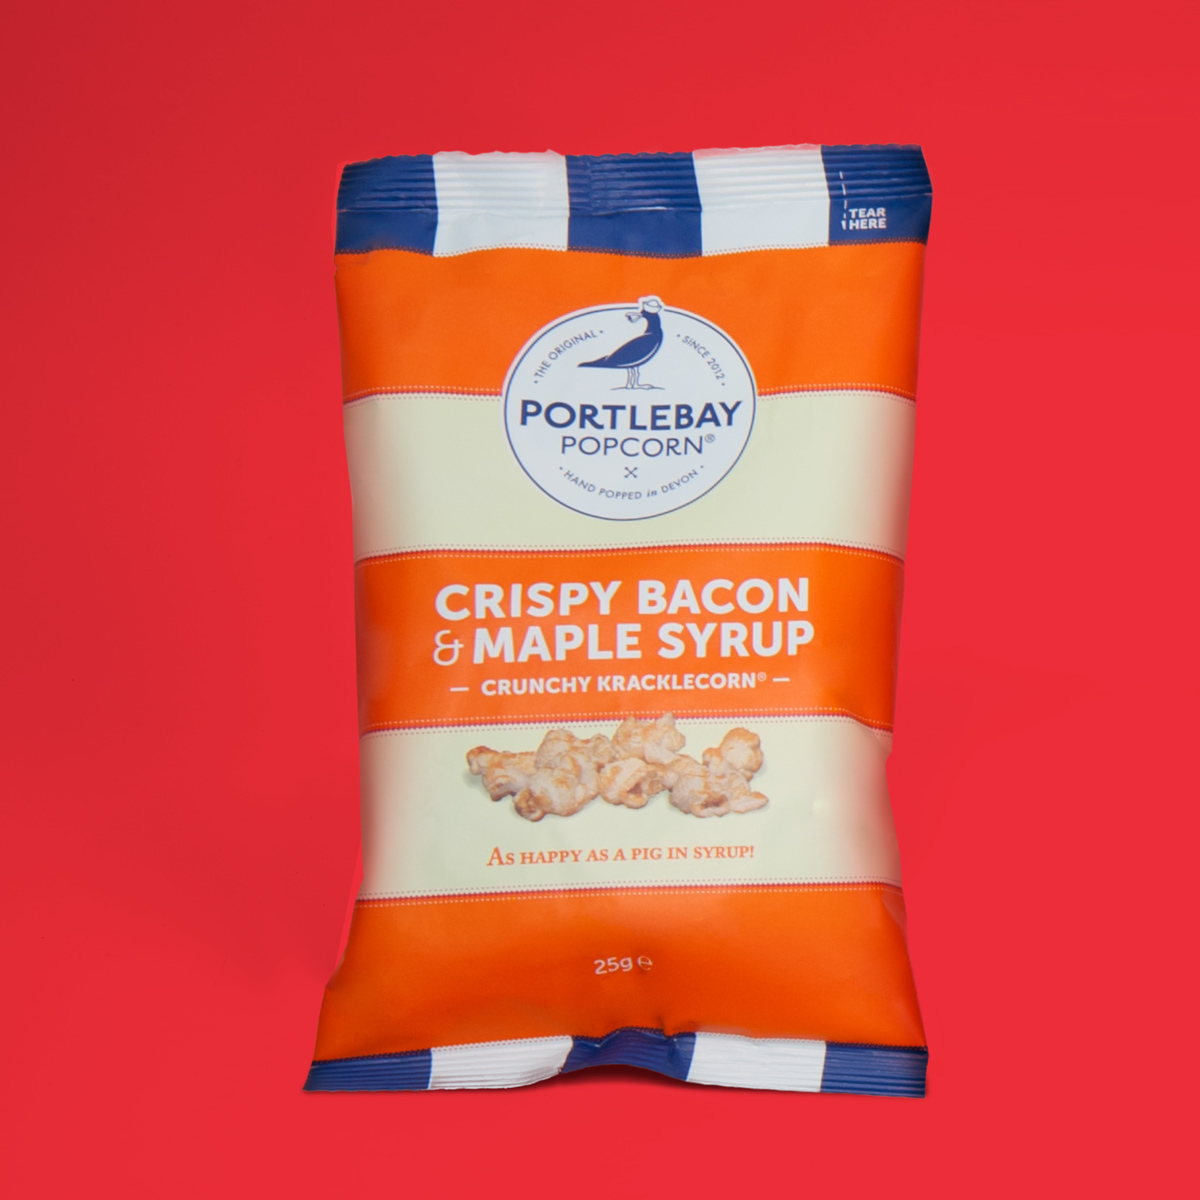 TEAR
HERE
• THE ORIGINAL •
• SINCE 2012 •
PORTLEBAY
POPCORN®
• HAND POPPED in DEVON •
CRISPY BACON
& MAPLE SYRUP
— CRUNCHY KRACKLECORN® —
AS HAPPY AS A PIG IN SYRUP!
25g ℮